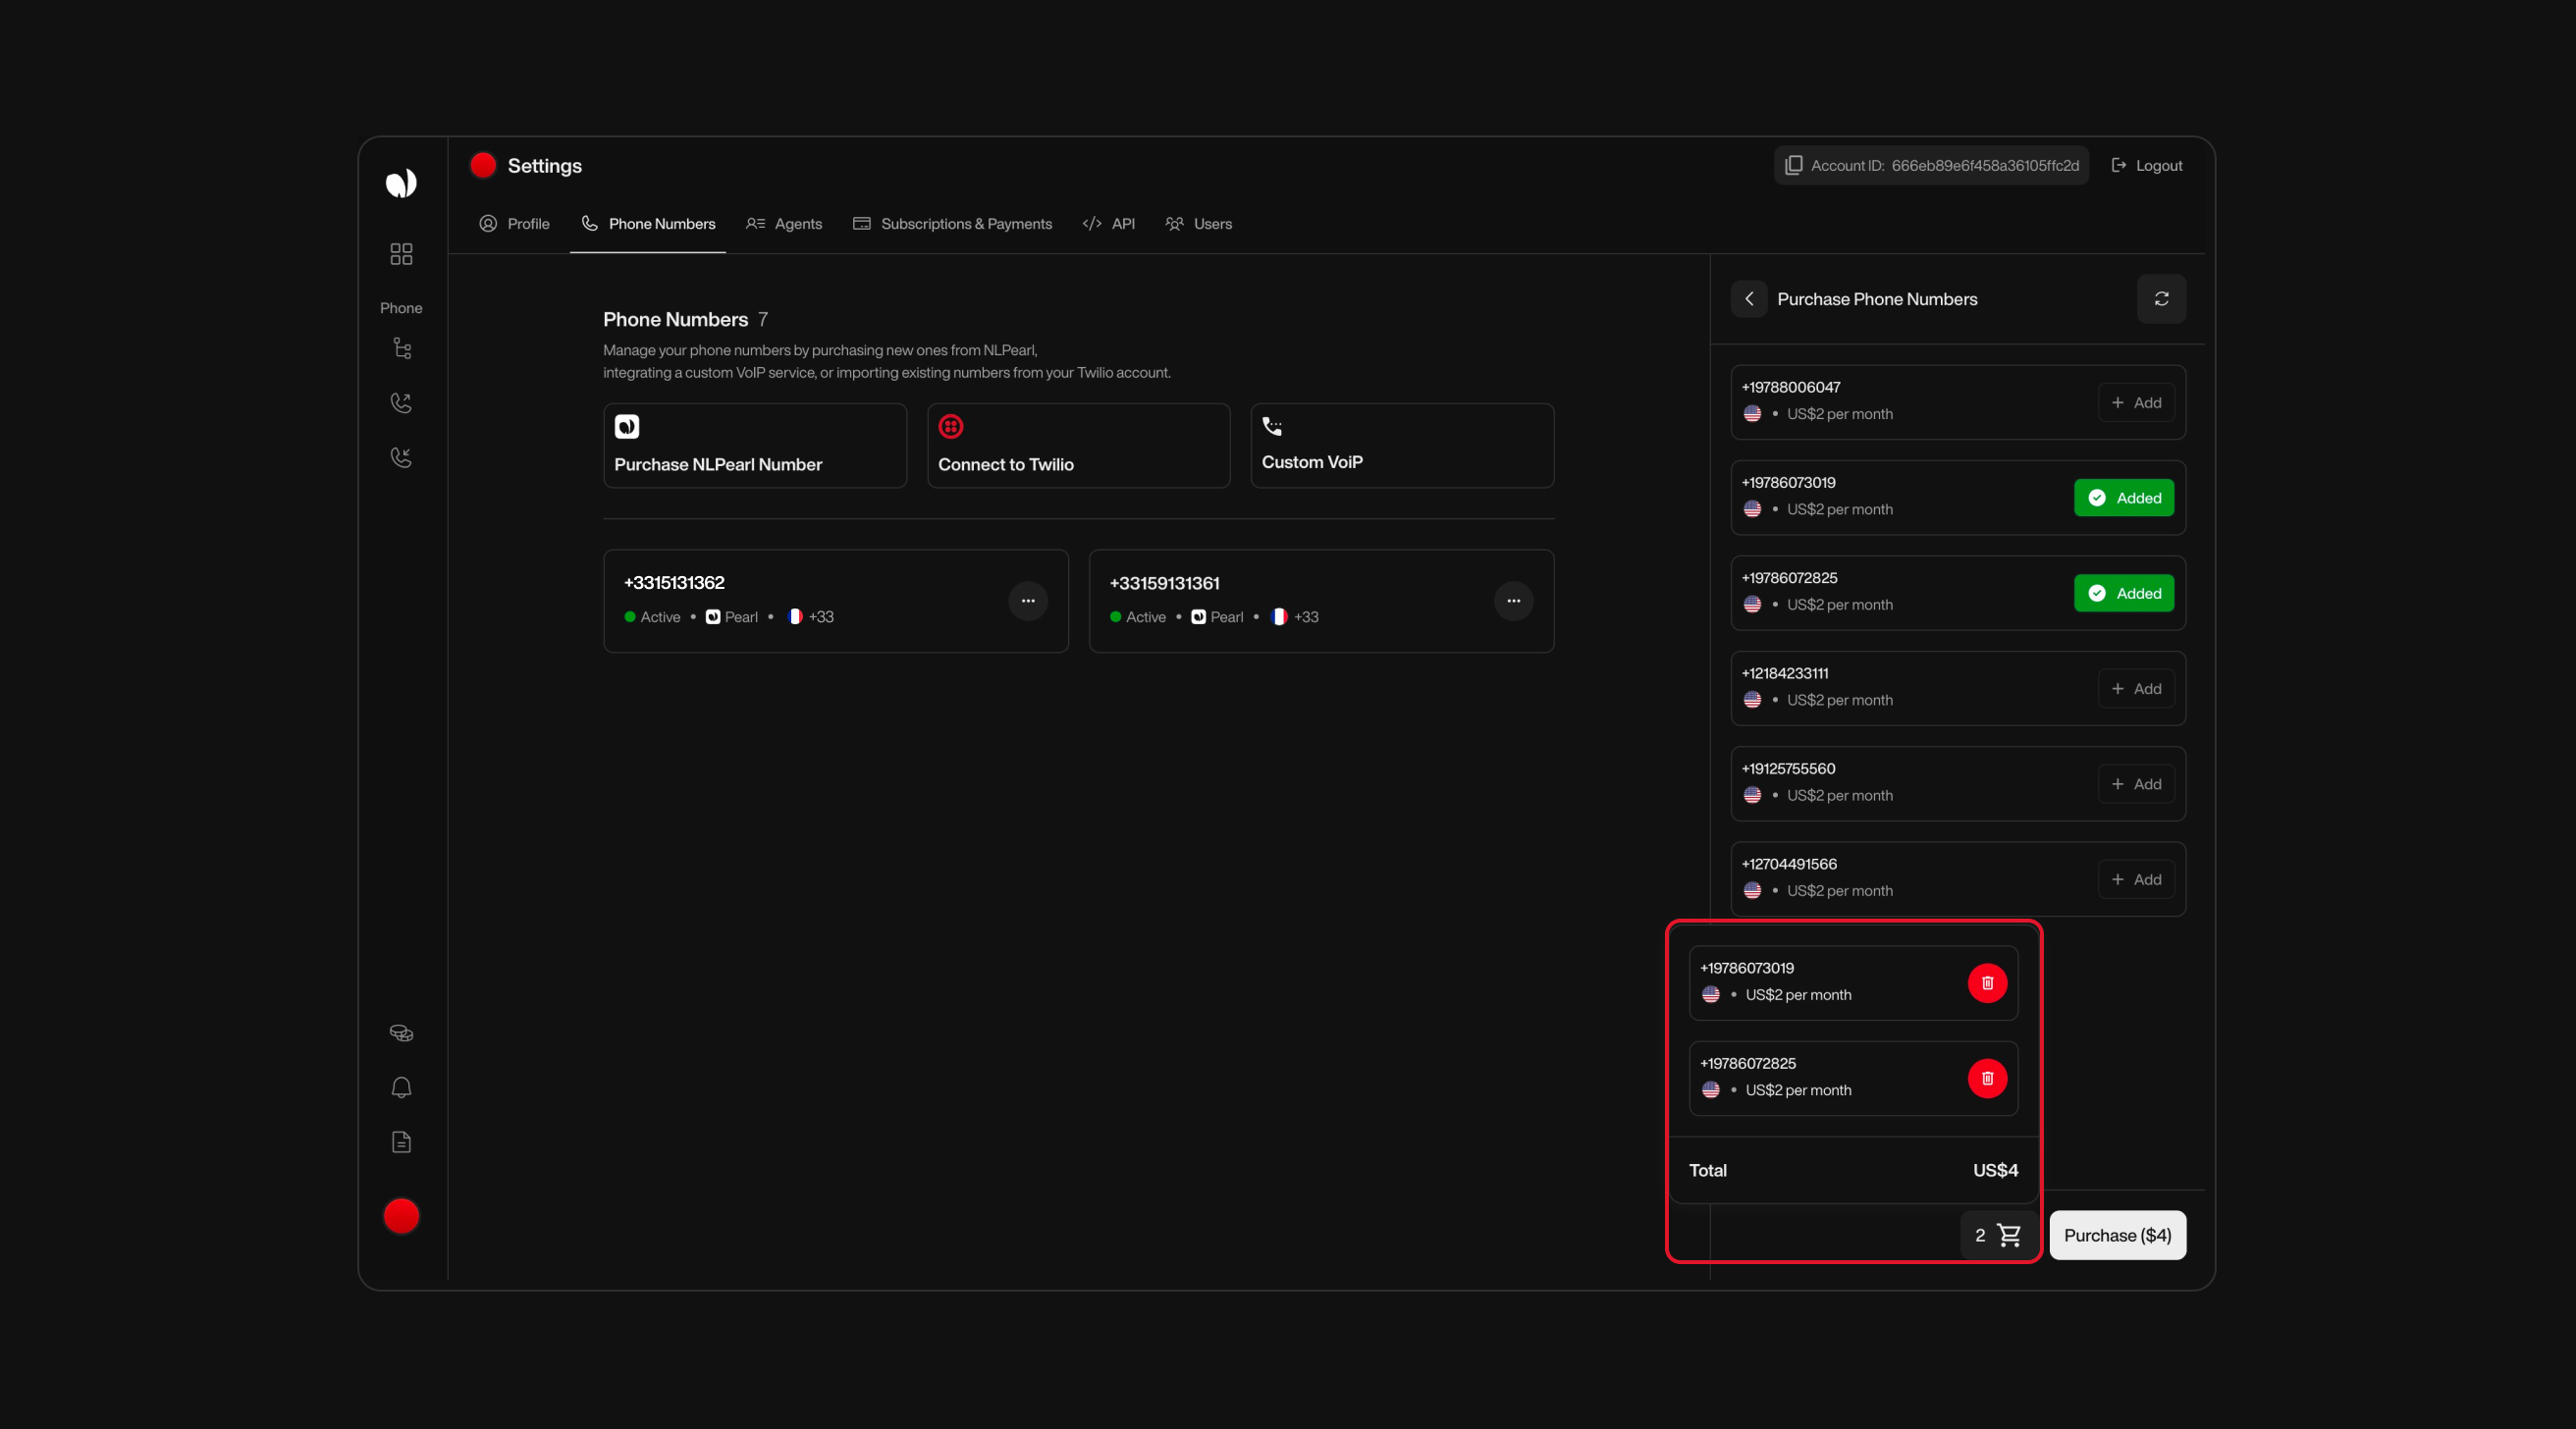 Settings
Account ID: 666eb89e6f458a36105ffc2d
Logout
Profile
Phone Numbers
Agents
Subscriptions & Payments
</> API
Users
Phone
Phone Numbers 7
Manage your phone numbers by purchasing new ones from NLPearl,
integrating a custom VoIP service, or importing existing numbers from your Twilio account.
Purchase NLPearl Number
Connect to Twilio
Custom VoiP
+3315131362
Active • Pearl • +33
+33159131361
Active • Pearl • +33
Purchase Phone Numbers
+19788006047
• US$2 per month
+ Add
+19786073019
• US$2 per month
Added
+19786072825
• US$2 per month
Added
+12184233111
• US$2 per month
+ Add
+19125755560
• US$2 per month
+ Add
+12704491566
• US$2 per month
+ Add
+19786073019
• US$2 per month
+19786072825
• US$2 per month
Total US$4
2
Purchase ($4)